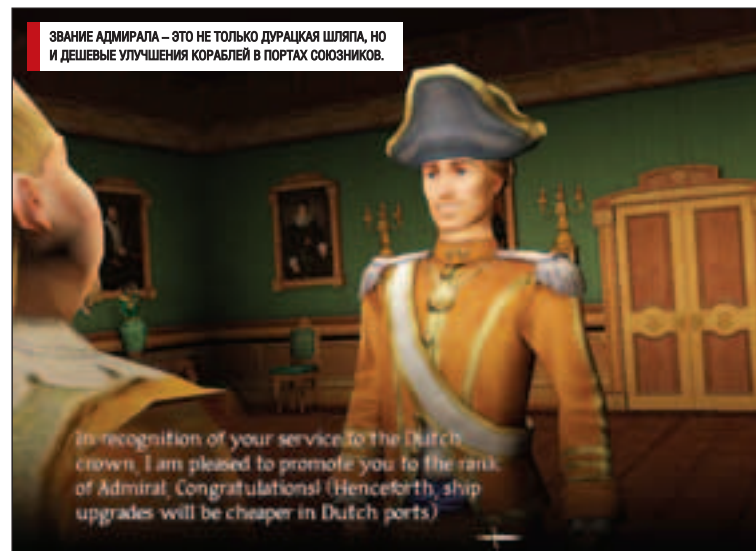 ЗВАНИЕ АДМИРАЛА – ЭТО НЕ ТОЛЬКО ДУРАЦКАЯ ШЛЯПА, НО
И ДЕШЕВЫЕ УЛУЧШЕНИЯ КОРАБЛЕЙ В ПОРТАХ СОЮЗНИКОВ.
In recognition of your service to the Dutch
crown, I am pleased to promote you to the rank
of Admiral. Congratulations! (Henceforth, ship
upgrades will be cheaper in Dutch ports)